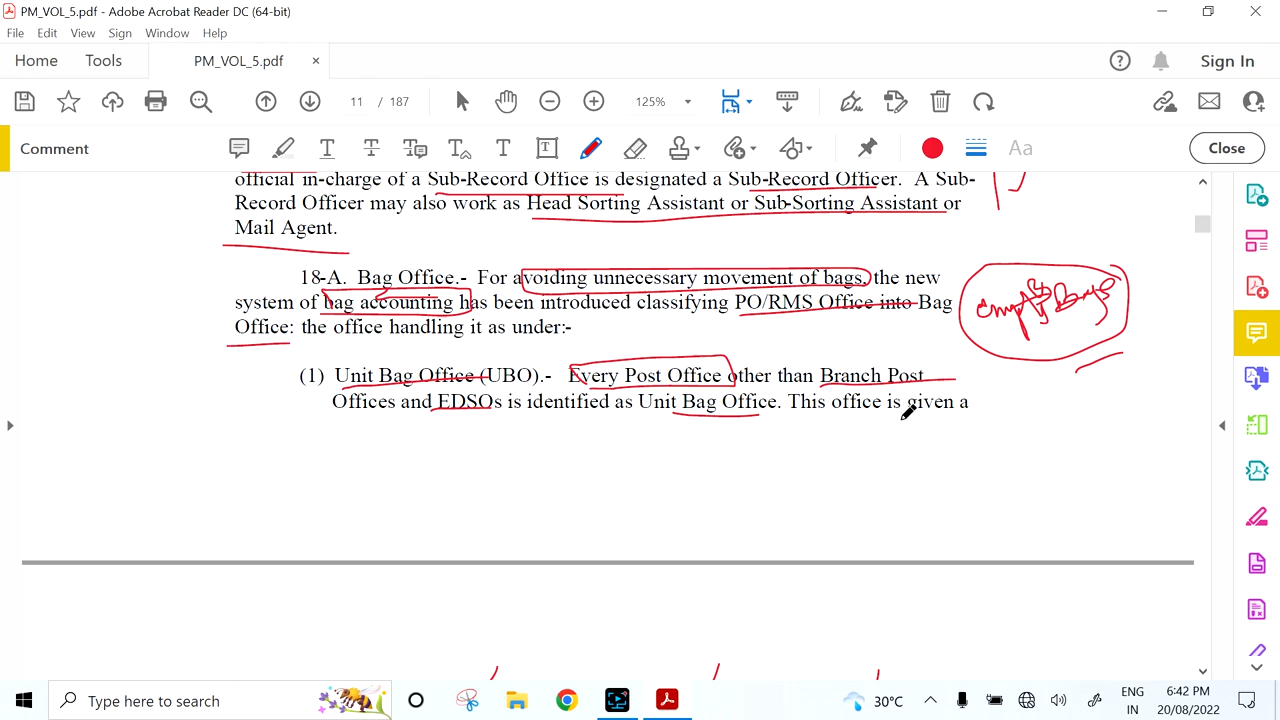 PM_VOL_5.pdf - Adobe Acrobat Reader DC (64-bit)
File Edit View Sign Window Help
Home Tools PM_VOL_5.pdf Sign In
11 / 187 125%
Comment Aa Close
official in-charge of a Sub-Record Office is designated a Sub-Record Officer. A Sub-
Record Officer may also work as Head Sorting Assistant or Sub-Sorting Assistant or
Mail Agent.
18-A. Bag Office.- For avoiding unnecessary movement of bags, the new
system of bag accounting has been introduced classifying PO/RMS Office into Bag
Office: the office handling it as under:-
empty Bags
(1) Unit Bag Office (UBO).- Every Post Office other than Branch Post
Offices and EDSOs is identified as Unit Bag Office. This office is given a
Type here to search 30°C ENG 6:42 PM
IN 20/08/2022